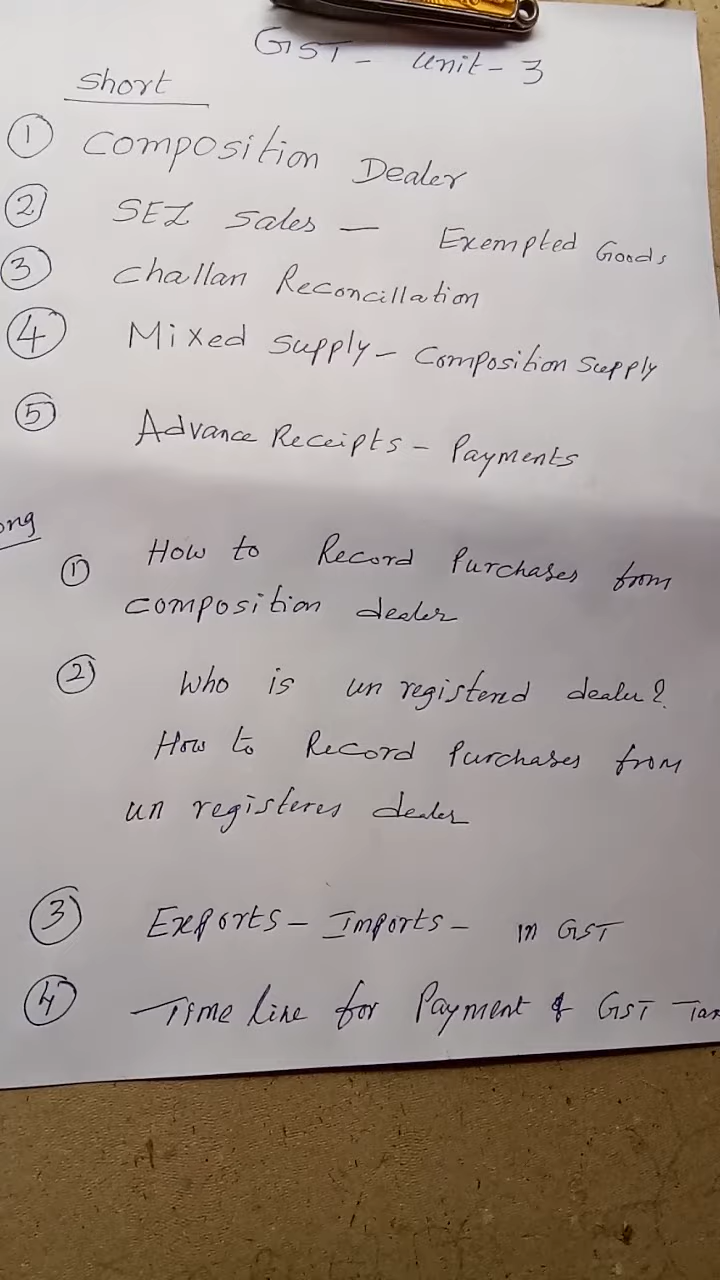 GST - Unit - 3
Short
① Composition Dealer
② SEZ Sales — Exempted Goods
③ Challan Reconcillation
④ Mixed Supply - Composition Supply
⑤ Advance Receipts - Payments
ong
① How to Record Purchases from
composition dealer
② Who is un registend dealer?
How to Record Purchases from
un registeres dealer
③ Exports - Imports - in GST
④ Time line for Payment of GST Tax